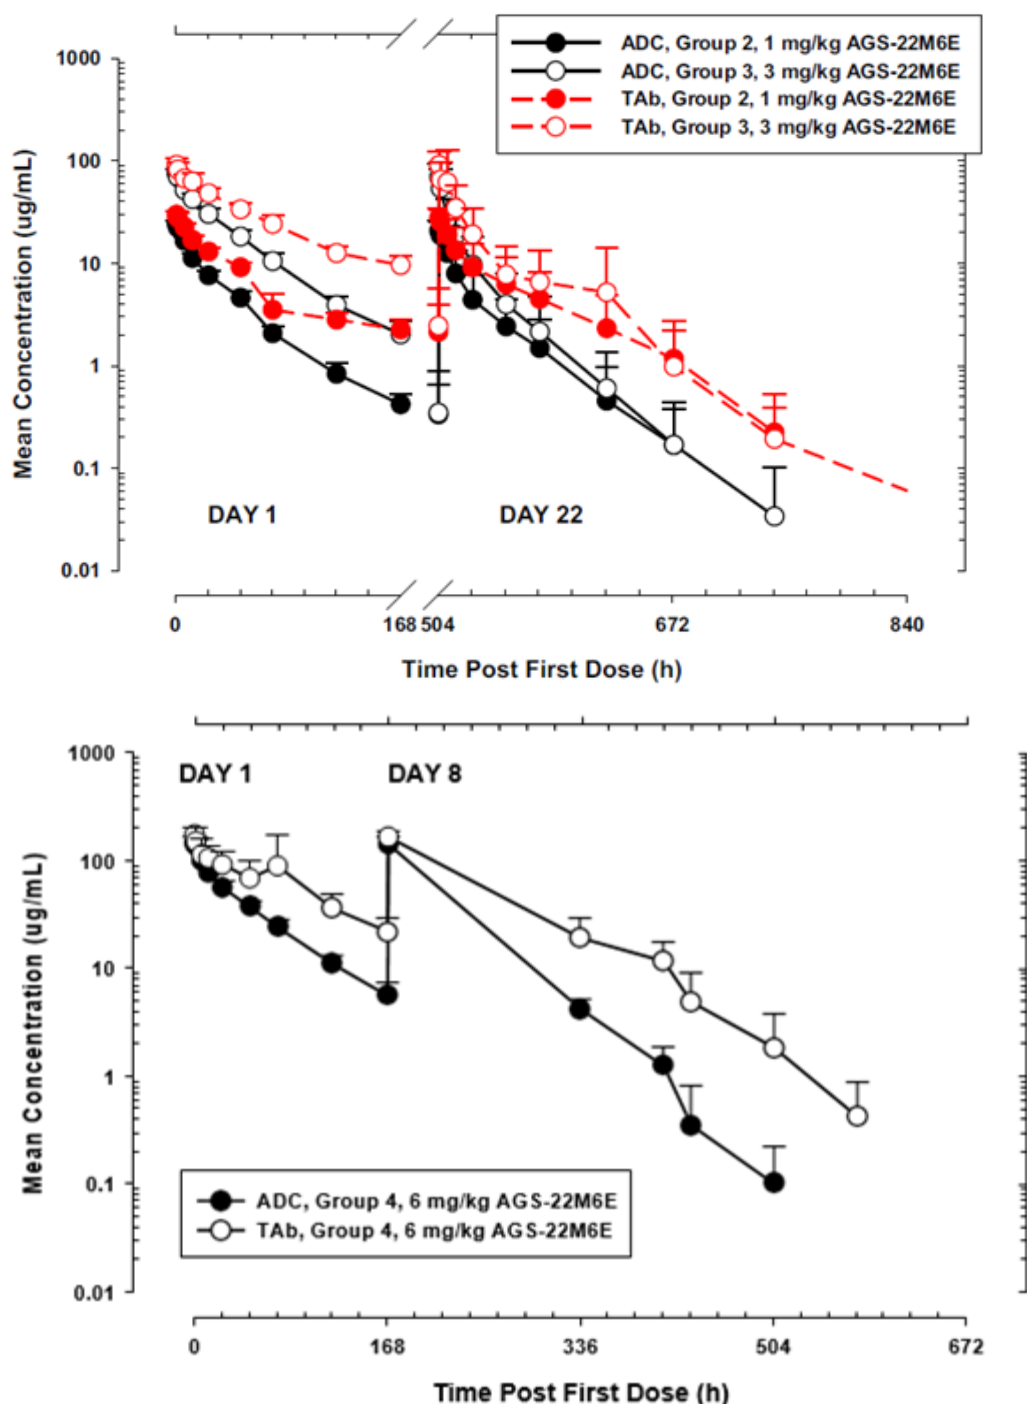 ADC, Group 2, 1 mg/kg AGS-22M6E
ADC, Group 3, 3 mg/kg AGS-22M6E
TAb, Group 2, 1 mg/kg AGS-22M6E
TAb, Group 3, 3 mg/kg AGS-22M6E
1000
100
10
1
0.1
0.01
Mean Concentration (ug/mL)
DAY 1
DAY 22
0
168
504
672
840
Time Post First Dose (h)
1000
100
10
1
0.1
0.01
Mean Concentration (ug/mL)
DAY 1
DAY 8
ADC, Group 4, 6 mg/kg AGS-22M6E
TAb, Group 4, 6 mg/kg AGS-22M6E
0
168
336
504
672
Time Post First Dose (h)